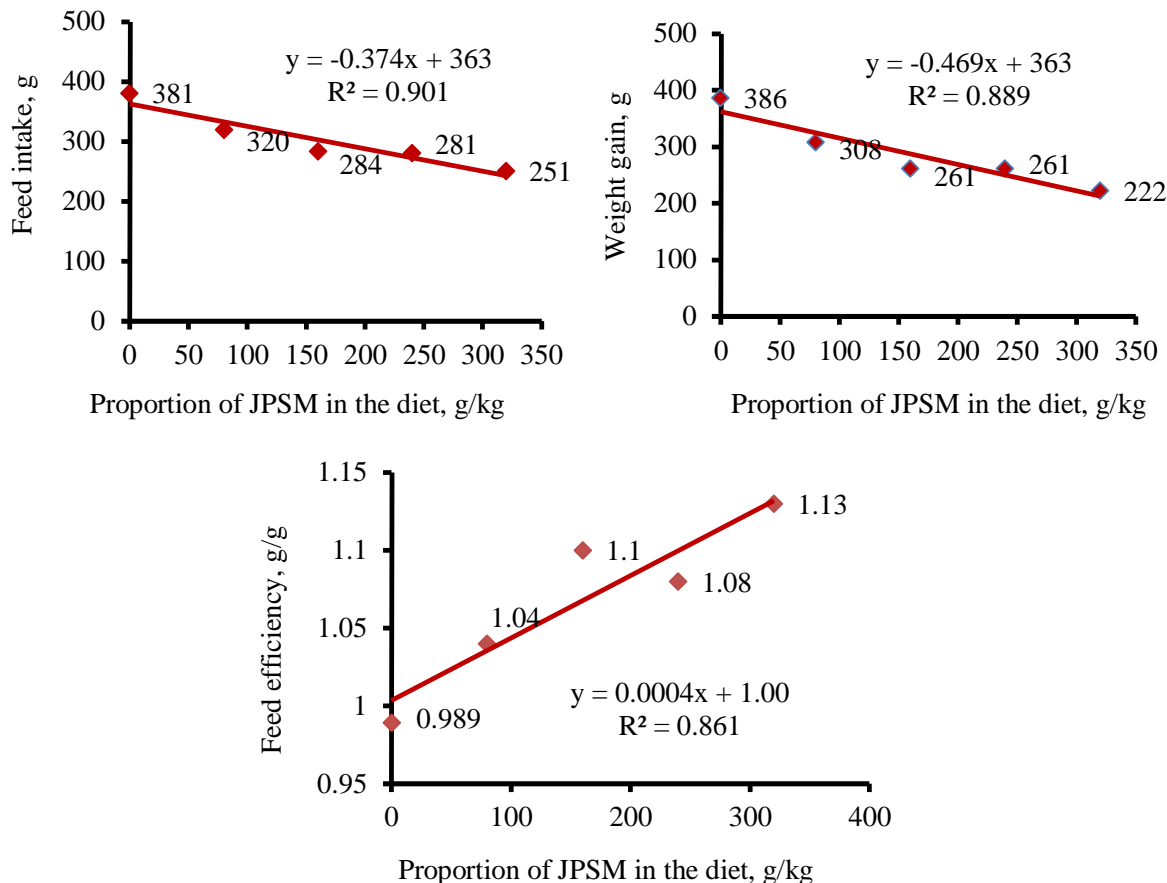 Feed intake, g
500
400
300
200
100
0
y = -0.374x + 363
R² = 0.901
381
320
284
281
251
0 50 100 150 200 250 300 350
Proportion of JPSM in the diet, g/kg
Weight gain, g
500
400
300
200
100
0
y = -0.469x + 363
R² = 0.889
386
308
261
261
222
0 50 100 150 200 250 300 350
Proportion of JPSM in the diet, g/kg
Feed efficiency, g/g
1.15
1.1
1.05
1
0.95
1.13
1.1
1.08
1.04
0.989
y = 0.0004x + 1.00
R² = 0.861
0 100 200 300 400
Proportion of JPSM in the diet, g/kg